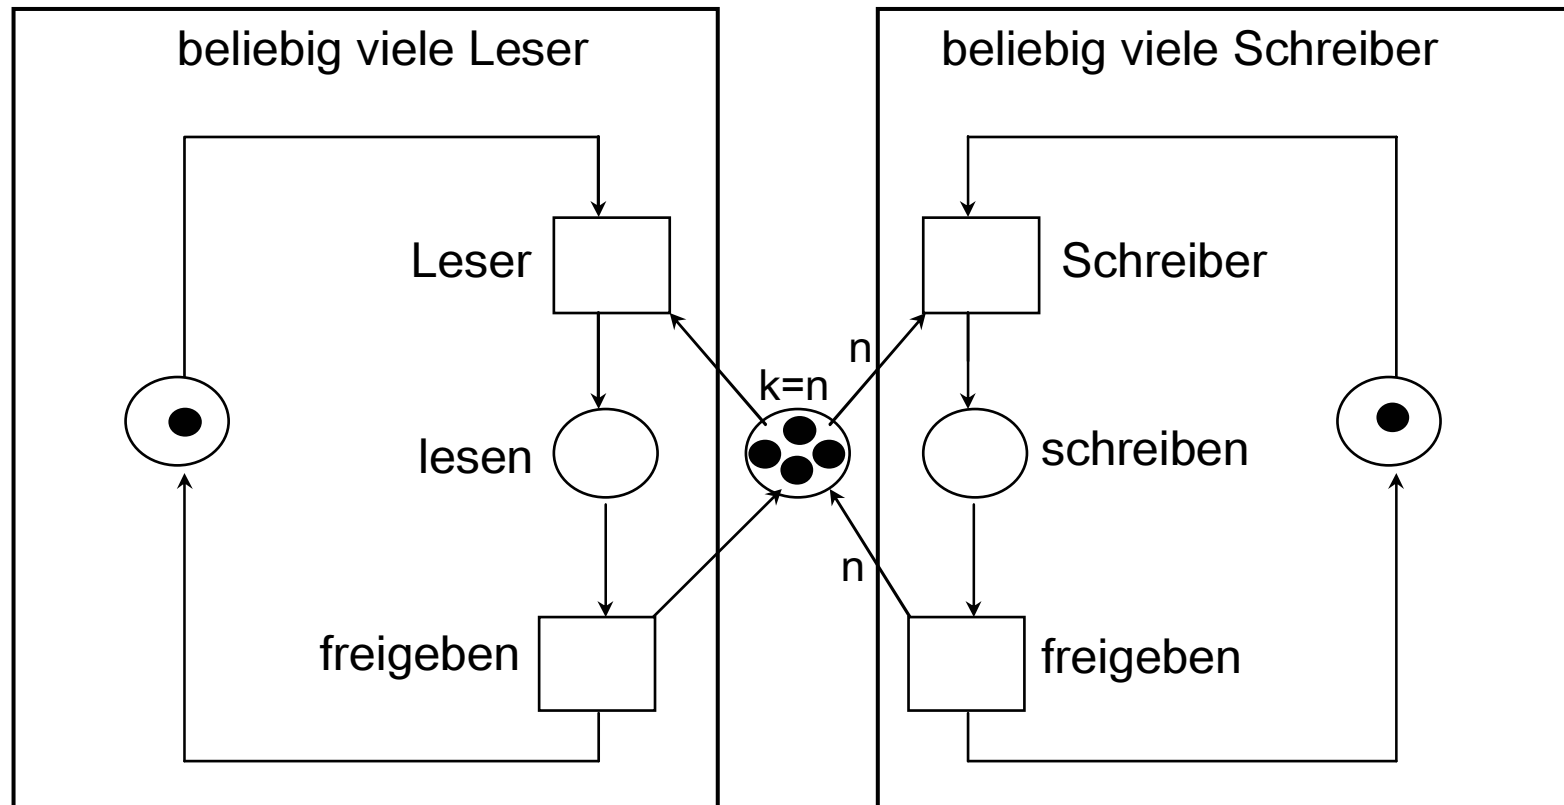 beliebig viele Leser
beliebig viele Schreiber
Leser
Schreiber
n
k=n
lesen
schreiben
n
freigeben
freigeben